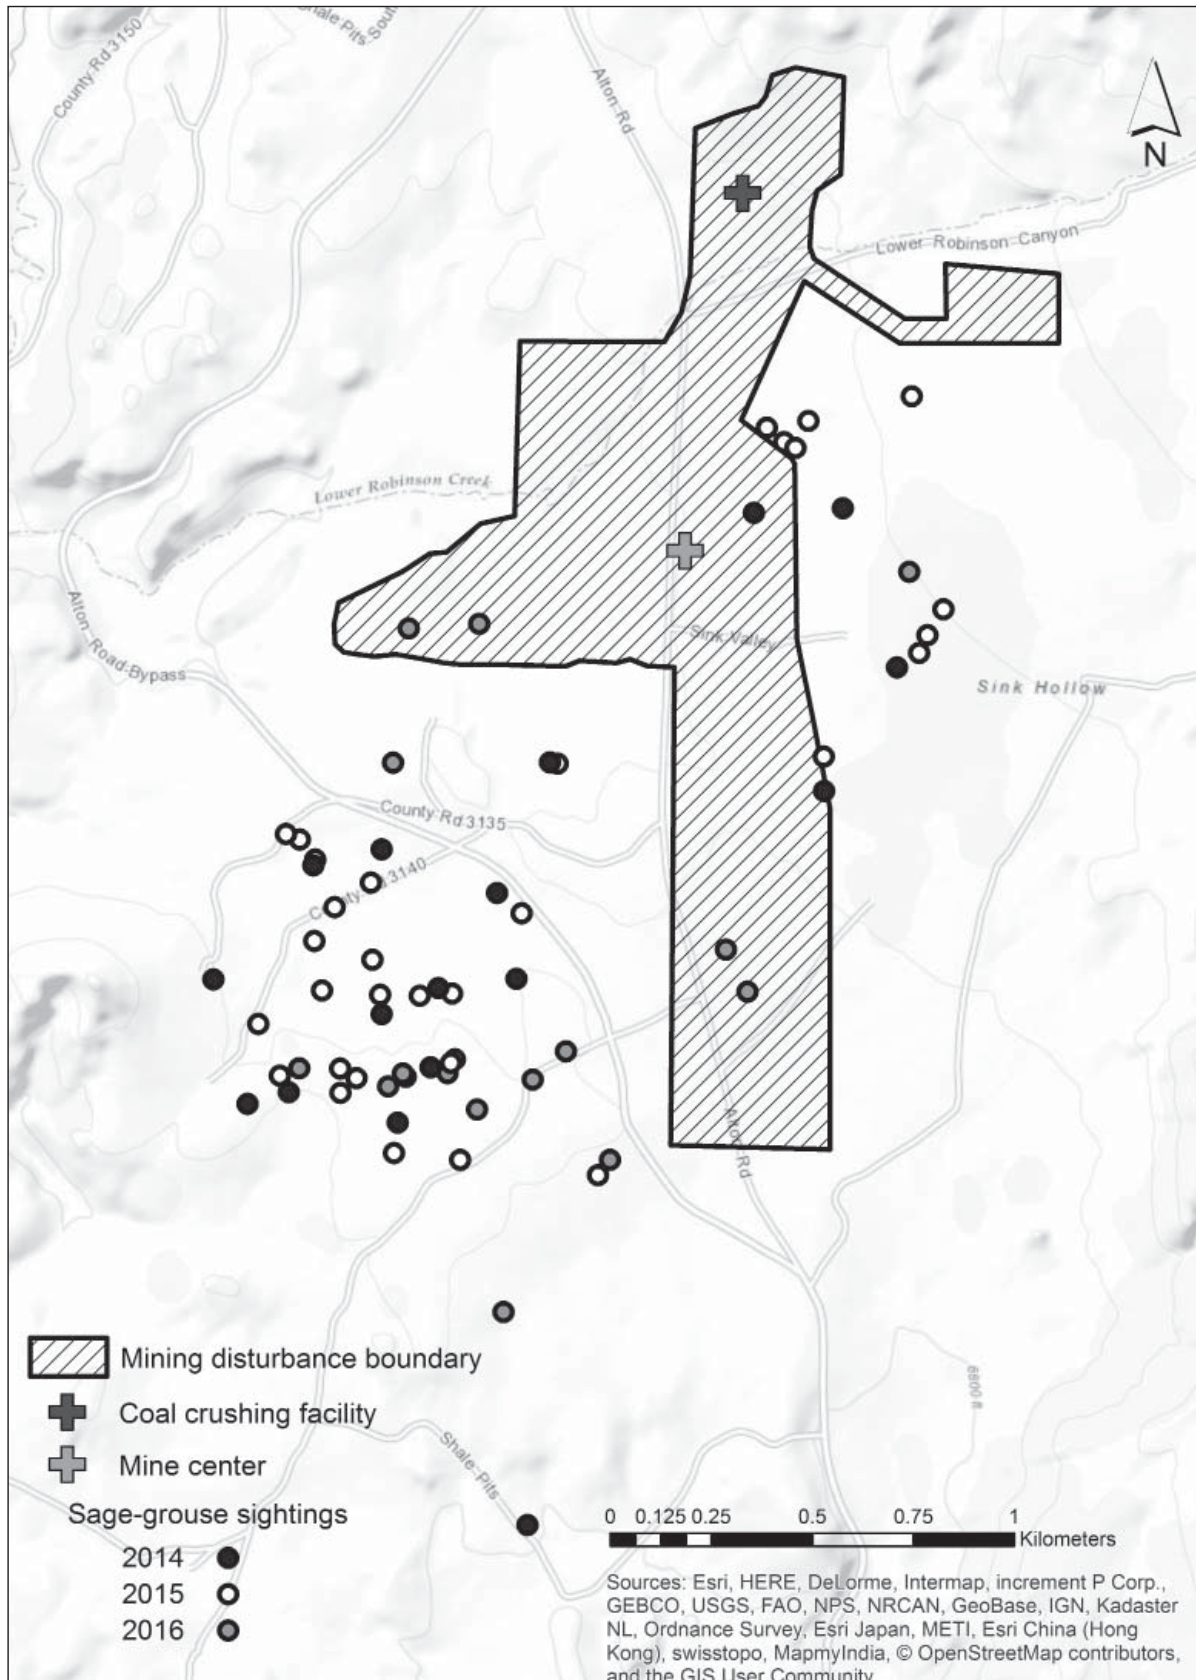 Shale Pits South
County Rd 3150
Alton Rd
N
Lower Robinson Canyon
Lower Robinson Creek
Sink Valley
Alton Road Bypass
Sink Hollow
County Rd 3135
County Rd 3140
Alton Rd
Mining disturbance boundary
Coal crushing facility
Mine center
Sage-grouse sightings
2014
2015
2016
6800 ft
Shale Pits
0 0.125 0.25 0.5 0.75 1
Kilometers
Sources: Esri, HERE, DeLorme, Intermap, increment P Corp.,
GEBCO, USGS, FAO, NPS, NRCAN, GeoBase, IGN, Kadaster
NL, Ordnance Survey, Esri Japan, METI, Esri China (Hong
Kong), swisstopo, MapmyIndia, © OpenStreetMap contributors,
and the GIS User Community